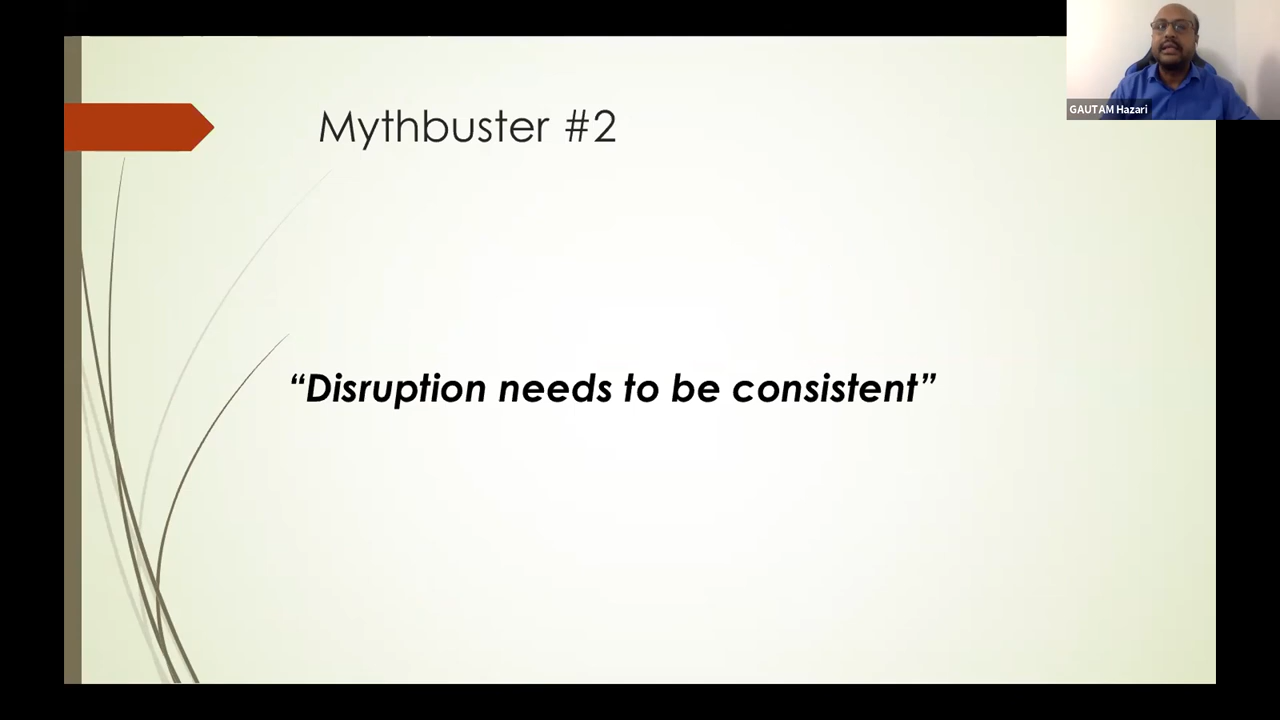 Mythbuster #2
“Disruption needs to be consistent”
GAUTAM Hazari